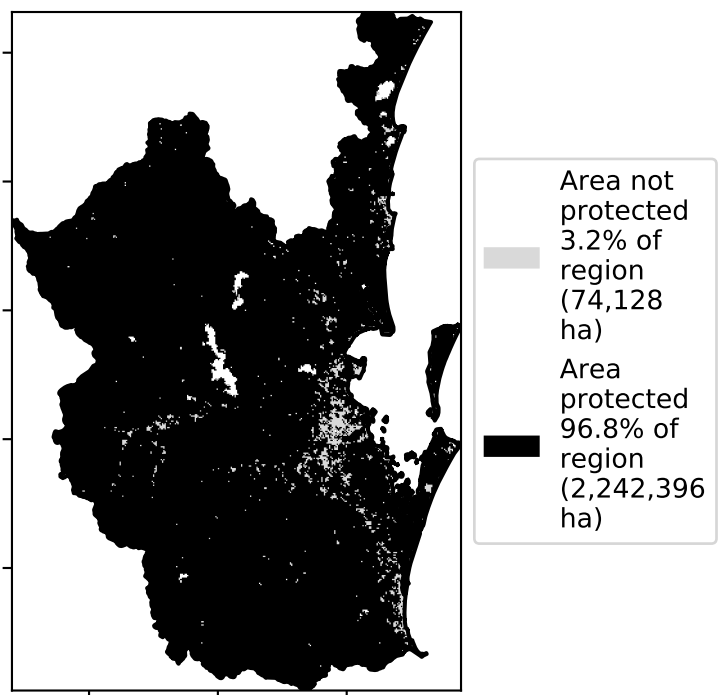 Area not
protected
3.2% of
region
(74,128
ha)
Area
protected
96.8% of
region
(2,242,396
ha)